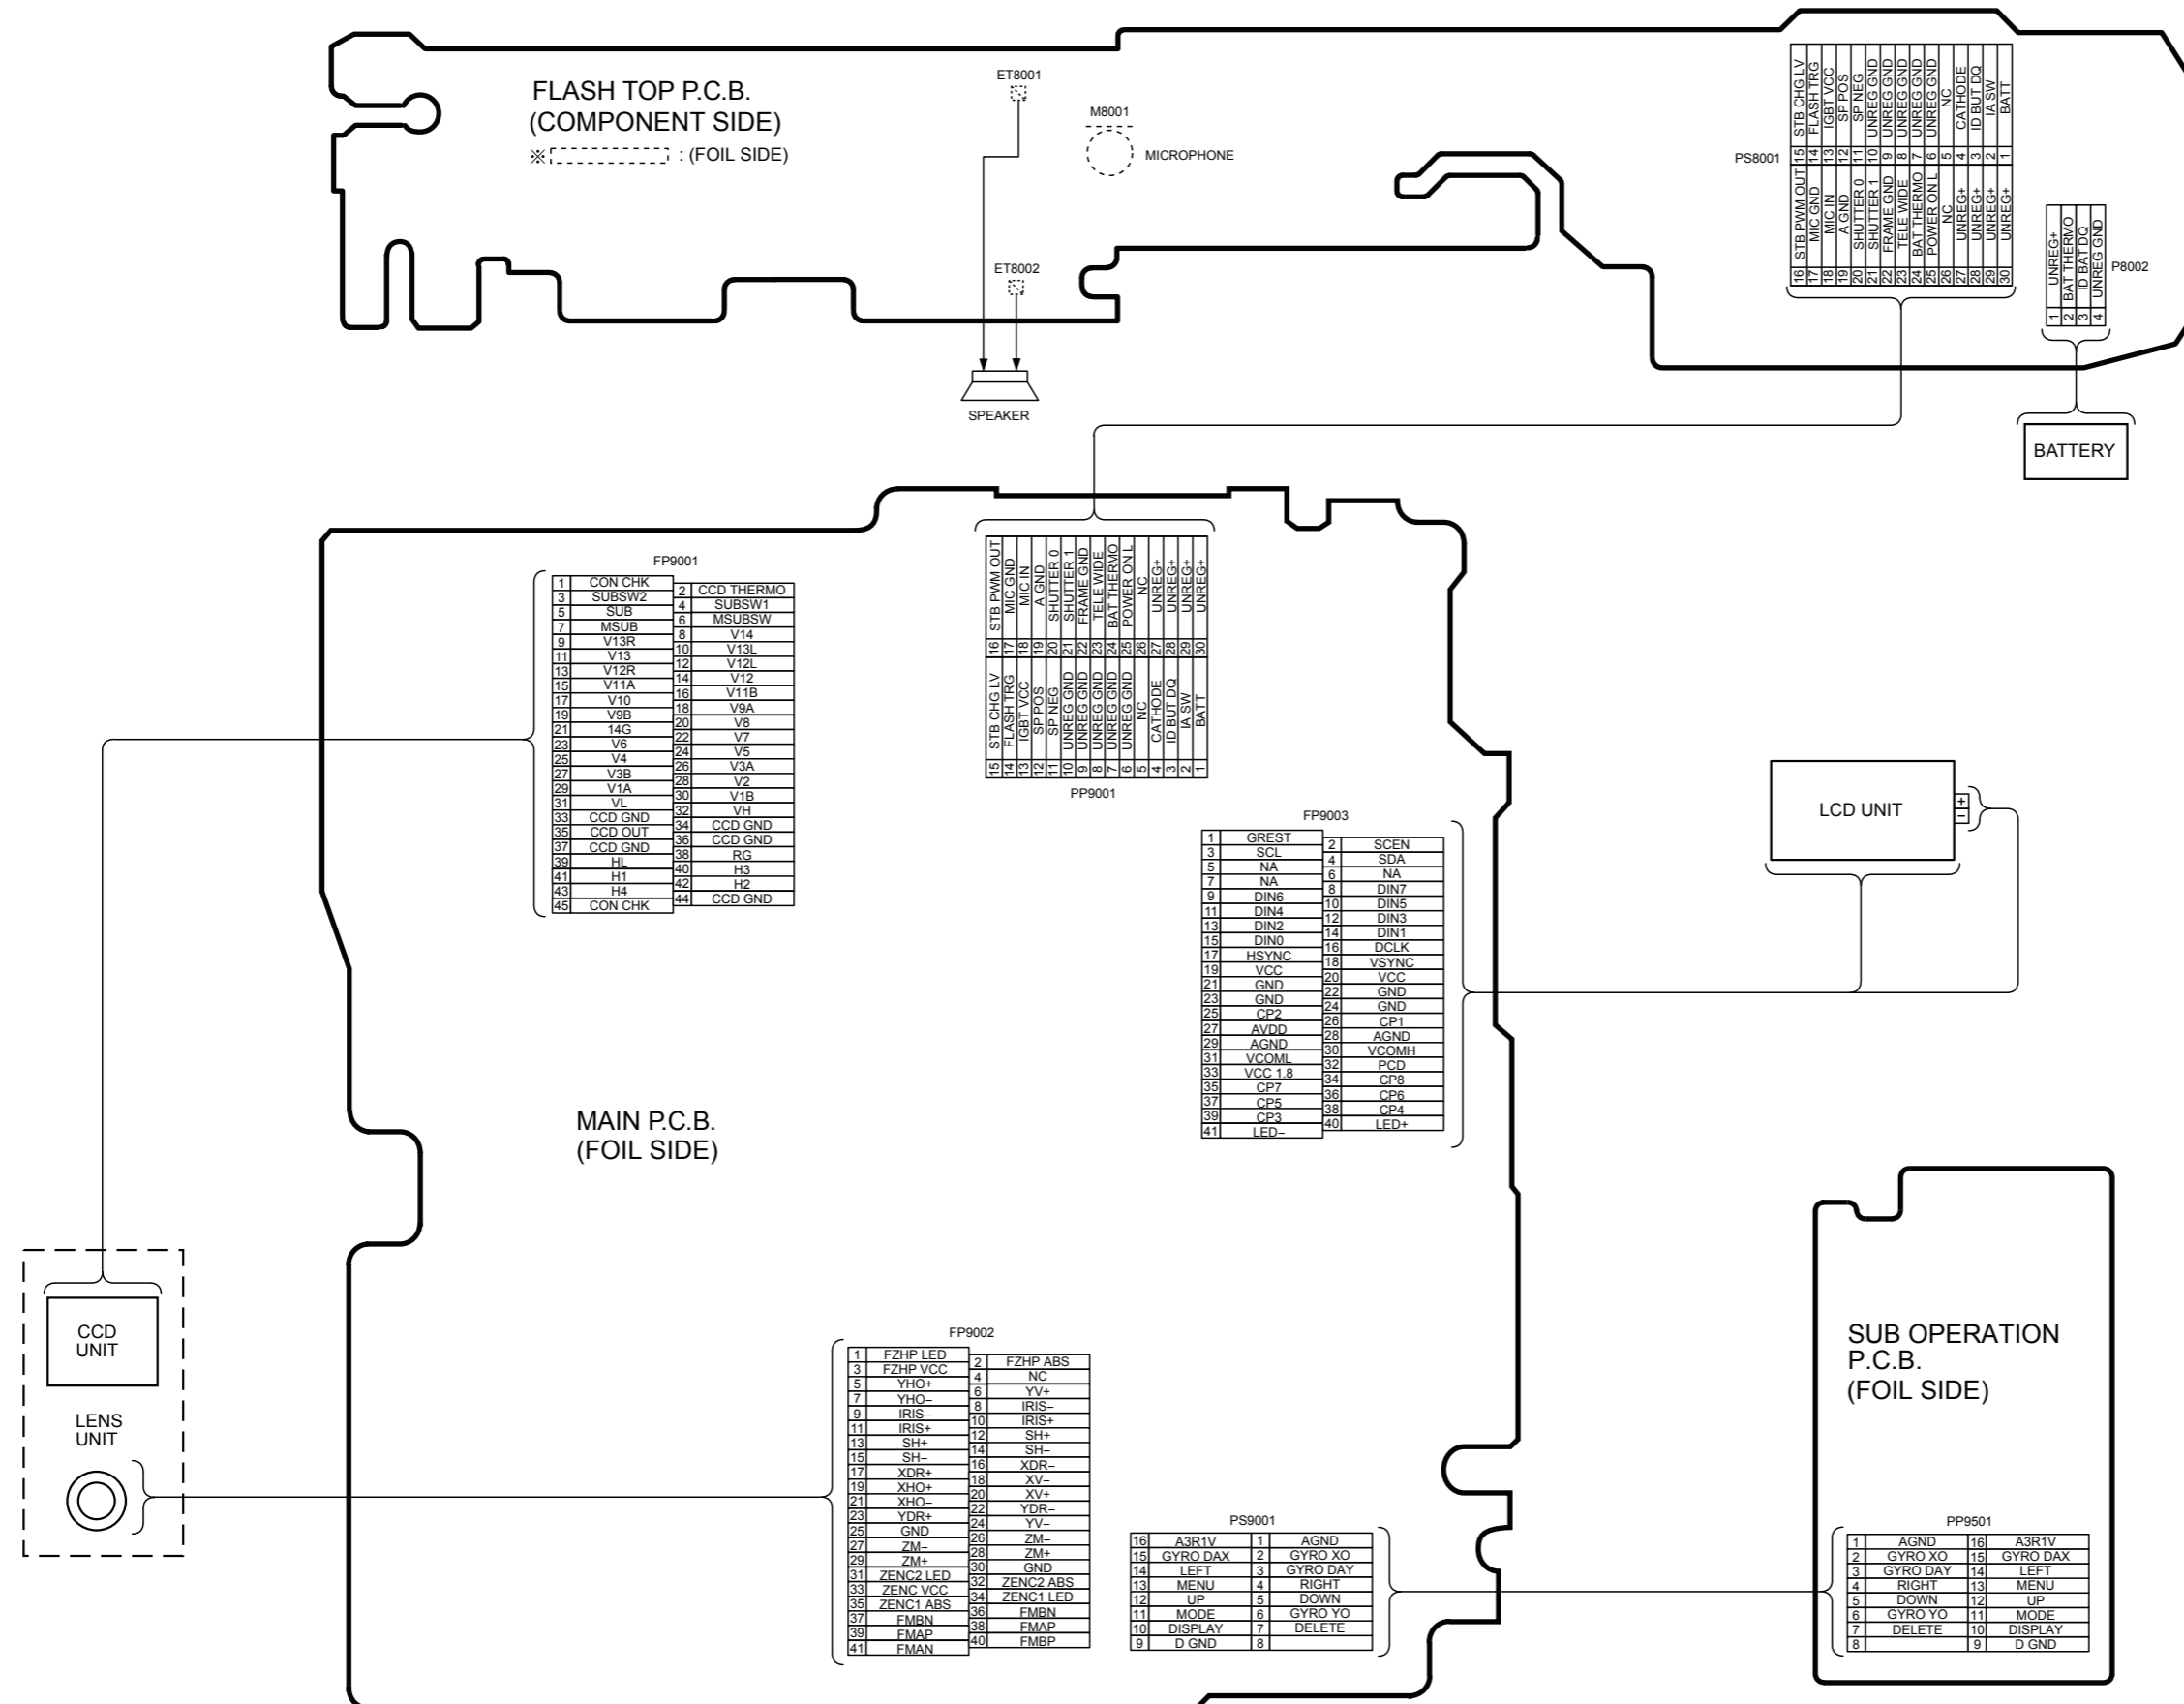 FLASH TOP P.C.B.
(COMPONENT SIDE)
※ : (FOIL SIDE)
ET8001
M8001
MICROPHONE
ET8002
SPEAKER
PS8001
15 STB CHG LV
14 FLASH TRG
13 IGBT VCC
12 SP POS
11 SP NEG
10 UNREG GND
9 UNREG GND
8 UNREG GND
7 UNREG GND
6 UNREG GND
5 NC
4 CATHODE
3 ID BUT DQ
2 IA SW
1 BATT
16 STB PWM OUT
17 MIC GND
18 MIC IN
19 A GND
20 SHUTTER 0
21 SHUTTER 1
22 FRAME GND
23 TELE WIDE
24 BAT THERMO
25 POWER ON L
26 NC
27 UNREG+
28 UNREG+
29 UNREG+
30 UNREG+
P8002
1 UNREG+
2 BAT THERMO
3 ID BAT DQ
4 UNREG GND
BATTERY
FP9001
1 CON CHK
2 CCD THERMO
3 SUBSW2
4 SUBSW1
5 SUB
6 MSUBSW
7 MSUB
8 V14
9 V13R
10 V13L
11 V13
12 V12L
13 V12R
14 V12
15 V11A
16 V11B
17 V10
18 V9A
19 V9B
20 V8
21 14G
22 V7
23 V6
24 V5
25 V4
26 V3A
27 V3B
28 V2
29 V1A
30 V1B
31 VL
32 VH
33 CCD GND
34 CCD GND
35 CCD OUT
36 CCD GND
37 CCD GND
38 RG
39 HL
40 H3
41 H1
42 H2
43 H4
44 CCD GND
45 CON CHK
16 STB PWM OUT
17 MIC GND
18 MIC IN
19 A GND
20 SHUTTER 0
21 SHUTTER 1
22 FRAME GND
23 TELE WIDE
24 BAT THERMO
25 POWER ON L
26 NC
27 UNREG+
28 UNREG+
29 UNREG+
30 UNREG+
15 STB CHG LV
14 FLASH TRG
13 IGBT VCC
12 SP POS
11 SP NEG
10 UNREG GND
9 UNREG GND
8 UNREG GND
7 UNREG GND
6 UNREG GND
5 NC
4 CATHODE
3 ID BUT DQ
2 IA SW
1 BATT
PP9001
FP9003
1 GREST
2 SCEN
3 SCL
4 SDA
5 NA
6 NA
7 NA
8 DIN7
9 DIN6
10 DIN5
11 DIN4
12 DIN3
13 DIN2
14 DIN1
15 DIN0
16 DCLK
17 HSYNC
18 VSYNC
19 VCC
20 VCC
21 GND
22 GND
23 GND
24 GND
25 CP2
26 CP1
27 AVDD
28 AGND
29 AGND
30 VCOMH
31 VCOML
32 PCD
33 VCC 1.8
34 CP8
35 CP7
36 CP6
37 CP5
38 CP4
39 CP3
40 LED+
41 LED−
LCD UNIT
+
−
MAIN P.C.B.
(FOIL SIDE)
CCD
UNIT
LENS
UNIT
FP9002
1 FZHP LED
2 FZHP ABS
3 FZHP VCC
4 NC
5 YHO+
6 YV+
7 YHO−
8 IRIS−
9 IRIS−
10 IRIS+
11 IRIS+
12 SH+
13 SH+
14 SH−
15 SH−
16 XDR−
17 XDR+
18 XV−
19 XHO+
20 XV+
21 XHO−
22 YDR−
23 YDR+
24 YV−
25 GND
26 ZM−
27 ZM−
28 ZM+
29 ZM+
30 GND
31 ZENC2 LED
32 ZENC2 ABS
33 ZENC VCC
34 ZENC1 LED
35 ZENC1 ABS
36 FMBN
37 FMBN
38 FMAP
39 FMAP
40 FMBP
41 FMAN
PS9001
16 A3R1V 1 AGND
15 GYRO DAX 2 GYRO XO
14 LEFT 3 GYRO DAY
13 MENU 4 RIGHT
12 UP 5 DOWN
11 MODE 6 GYRO YO
10 DISPLAY 7 DELETE
9 D GND 8
SUB OPERATION
P.C.B.
(FOIL SIDE)
PP9501
1 AGND 16 A3R1V
2 GYRO XO 15 GYRO DAX
3 GYRO DAY 14 LEFT
4 RIGHT 13 MENU
5 DOWN 12 UP
6 GYRO YO 11 MODE
7 DELETE 10 DISPLAY
8 9 D GND